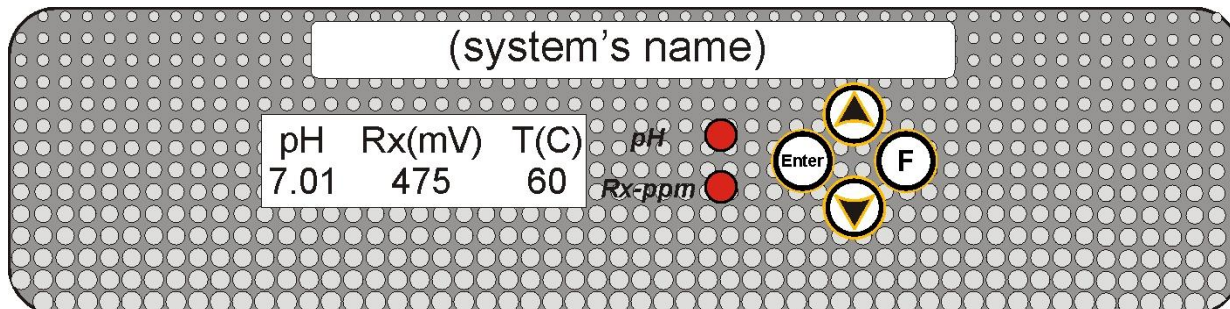 (system's name)
pH Rx(mV) T(C)
7.01 475 60
pH
Rx-ppm
Enter
F